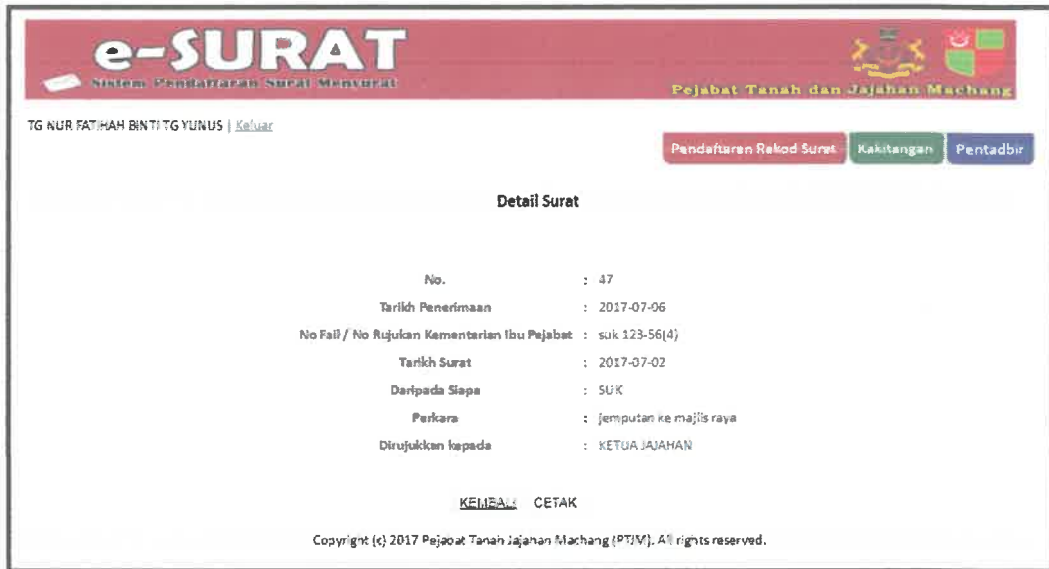 e-SURAT
Sistem Pendaftaran Surat Menyurat
Pejabat Tanah dan Jajahan Machang
TG NUR FATIHAH BINTI TG YUNUS | Keluar
Pendaftaran Rekod Surat Kakitangan Pentadbir
Detail Surat
No. : 47
Tarikh Penerimaan : 2017-07-06
No Fail / No Rujukan Kementerian Ibu Pejabat : suk 123-56(4)
Tarikh Surat : 2017-07-02
Daripada Siapa : SUK
Perkara : jemputan ke majlis raya
Dirujukkan kepada : KETUA JAJAHAN
KEMBALI CETAK
Copyright (c) 2017 Pejabat Tanah Jajahan Machang (PTJM). All rights reserved.